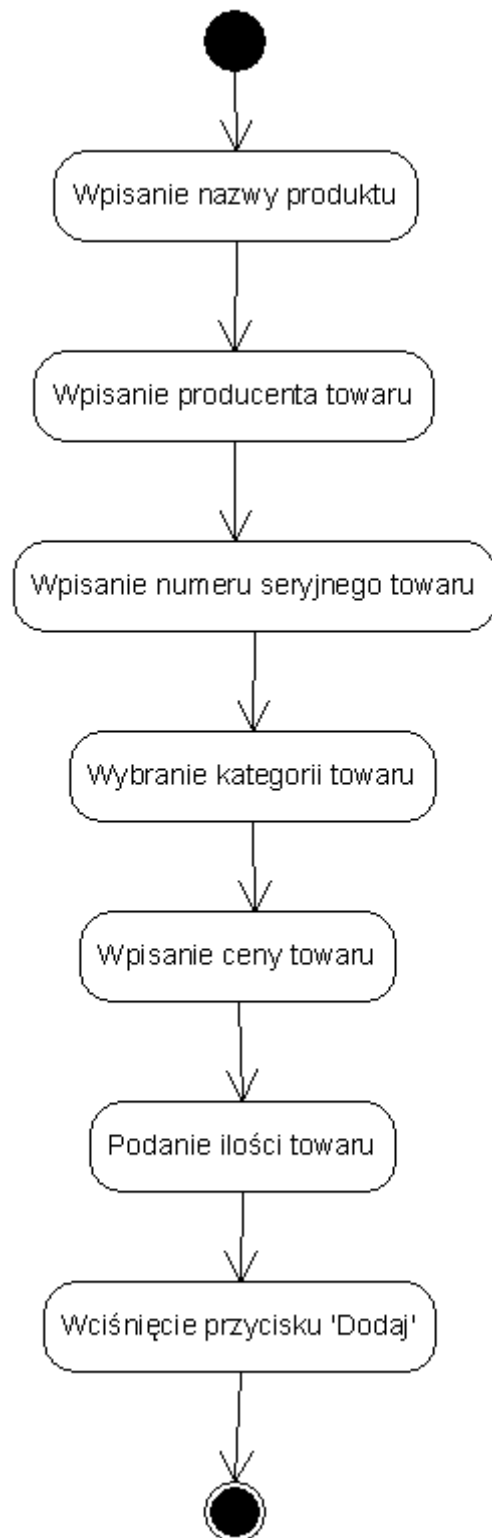 Wpisanie nazwy produktu
Wpisanie producenta towaru
Wpisanie numeru seryjnego towaru
Wybranie kategorii towaru
Wpisanie ceny towaru
Podanie ilości towaru
Wciśnięcie przycisku 'Dodaj'